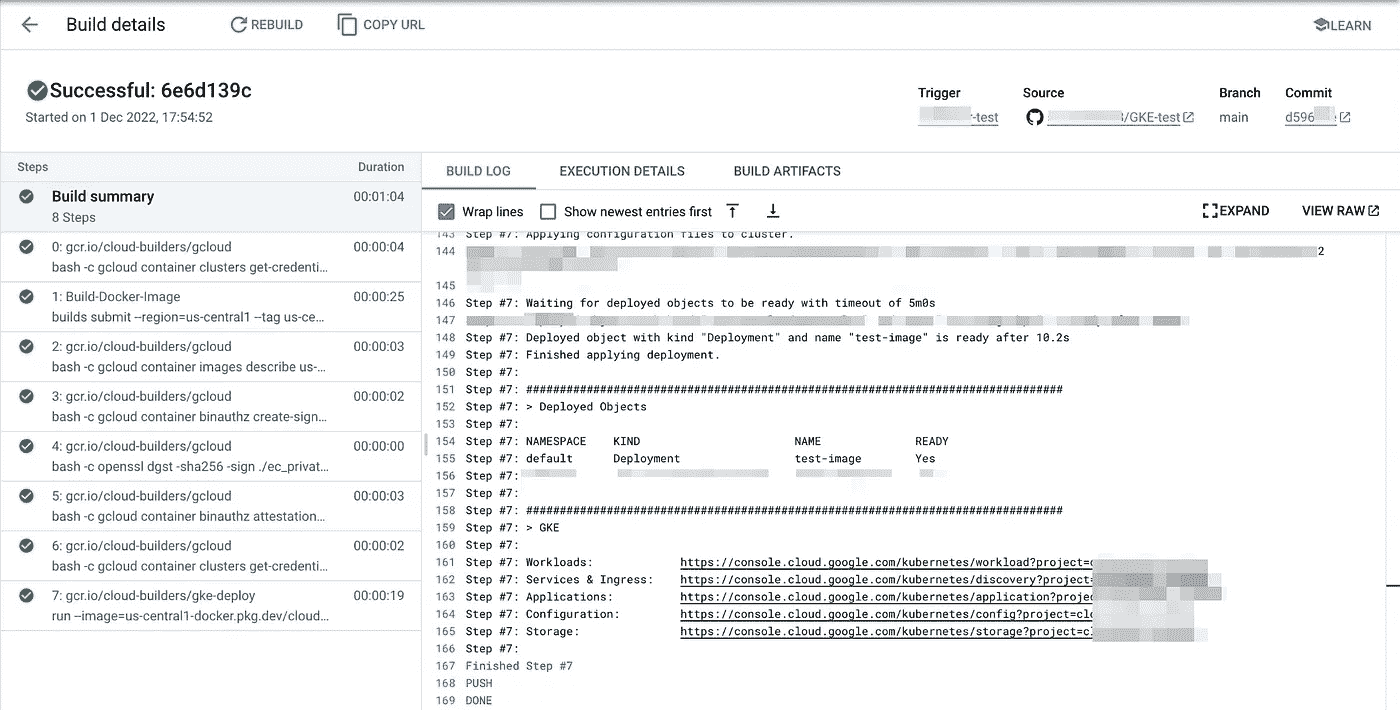 Build details
REBUILD
COPY URL
LEARN
Successful: 6e6d139c
Started on 1 Dec 2022, 17:54:52
Trigger
-test
Source
/GKE-test
Branch
main
Commit
d596
Steps Duration
Build summary 00:01:04
8 Steps
0: gcr.io/cloud-builders/gcloud 00:00:04
bash -c gcloud container clusters get-credenti...
1: Build-Docker-Image 00:00:25
builds submit --region=us-central1 --tag us-ce...
2: gcr.io/cloud-builders/gcloud 00:00:03
bash -c gcloud container images describe us-...
3: gcr.io/cloud-builders/gcloud 00:00:02
bash -c gcloud container binauthz create-sign...
4: gcr.io/cloud-builders/gcloud 00:00:00
bash -c openssl dgst -sha256 -sign ./ec_privat...
5: gcr.io/cloud-builders/gcloud 00:00:03
bash -c gcloud container binauthz attestation...
6: gcr.io/cloud-builders/gcloud 00:00:02
bash -c gcloud container clusters get-credenti...
7: gcr.io/cloud-builders/gke-deploy 00:00:19
run --image=us-central1-docker.pkg.dev/cloud...
BUILD LOG EXECUTION DETAILS BUILD ARTIFACTS
Wrap lines Show newest entries first EXPAND VIEW RAW
143 Step #7: Applying configuration files to cluster.
144 2
145
146 Step #7: Waiting for deployed objects to be ready with timeout of 5m0s
147
148 Step #7: Deployed object with kind "Deployment" and name "test-image" is ready after 10.2s
149 Step #7: Finished applying deployment.
150 Step #7:
151 Step #7: ################################################################################
152 Step #7: > Deployed Objects
153 Step #7:
154 Step #7: NAMESPACE KIND NAME READY
155 Step #7: default Deployment test-image Yes
156 Step #7:
157 Step #7:
158 Step #7: ################################################################################
159 Step #7: > GKE
160 Step #7:
161 Step #7: Workloads: https://console.cloud.google.com/kubernetes/workload?project=c
162 Step #7: Services & Ingress: https://console.cloud.google.com/kubernetes/discovery?project=
163 Step #7: Applications: https://console.cloud.google.com/kubernetes/application?projec
164 Step #7: Configuration: https://console.cloud.google.com/kubernetes/config?project=clo
165 Step #7: Storage: https://console.cloud.google.com/kubernetes/storage?project=cl
166 Step #7:
167 Finished Step #7
168 PUSH
169 DONE